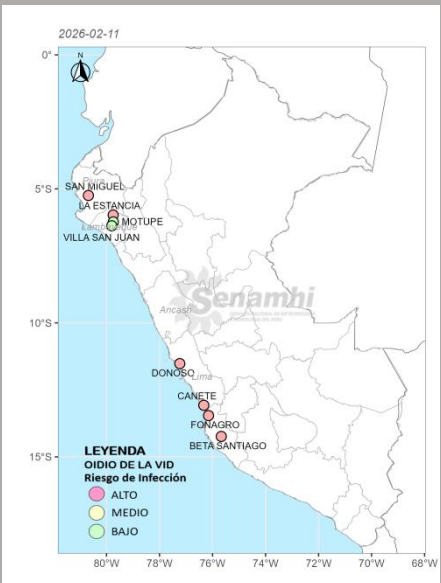 2026-02-11
N
0°
5°S
10°S
15°S
Piura
SAN MIGUEL
LA ESTANCIA
MOTUPE
VILLA SAN JUAN
Senamhi
Ancash
DONOSO
Lima
CANETE
FONAGRO
BETA SANTIAGO
LEYENDA
OIDIO DE LA VID
Riesgo de Infección
ALTO
MEDIO
BAJO
80°W
78°W
76°W
74°W
72°W
70°W
68°W